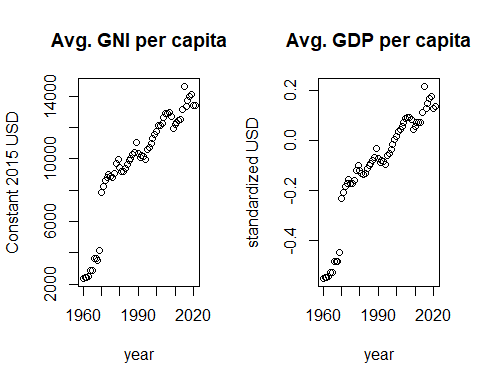 Avg. GNI per capita
Constant 2015 USD
2000
6000
10000
14000
1960
1990
2020
year
Avg. GDP per capita
standardized USD
-0.4
-0.2
0.0
0.2
1960
1990
2020
year